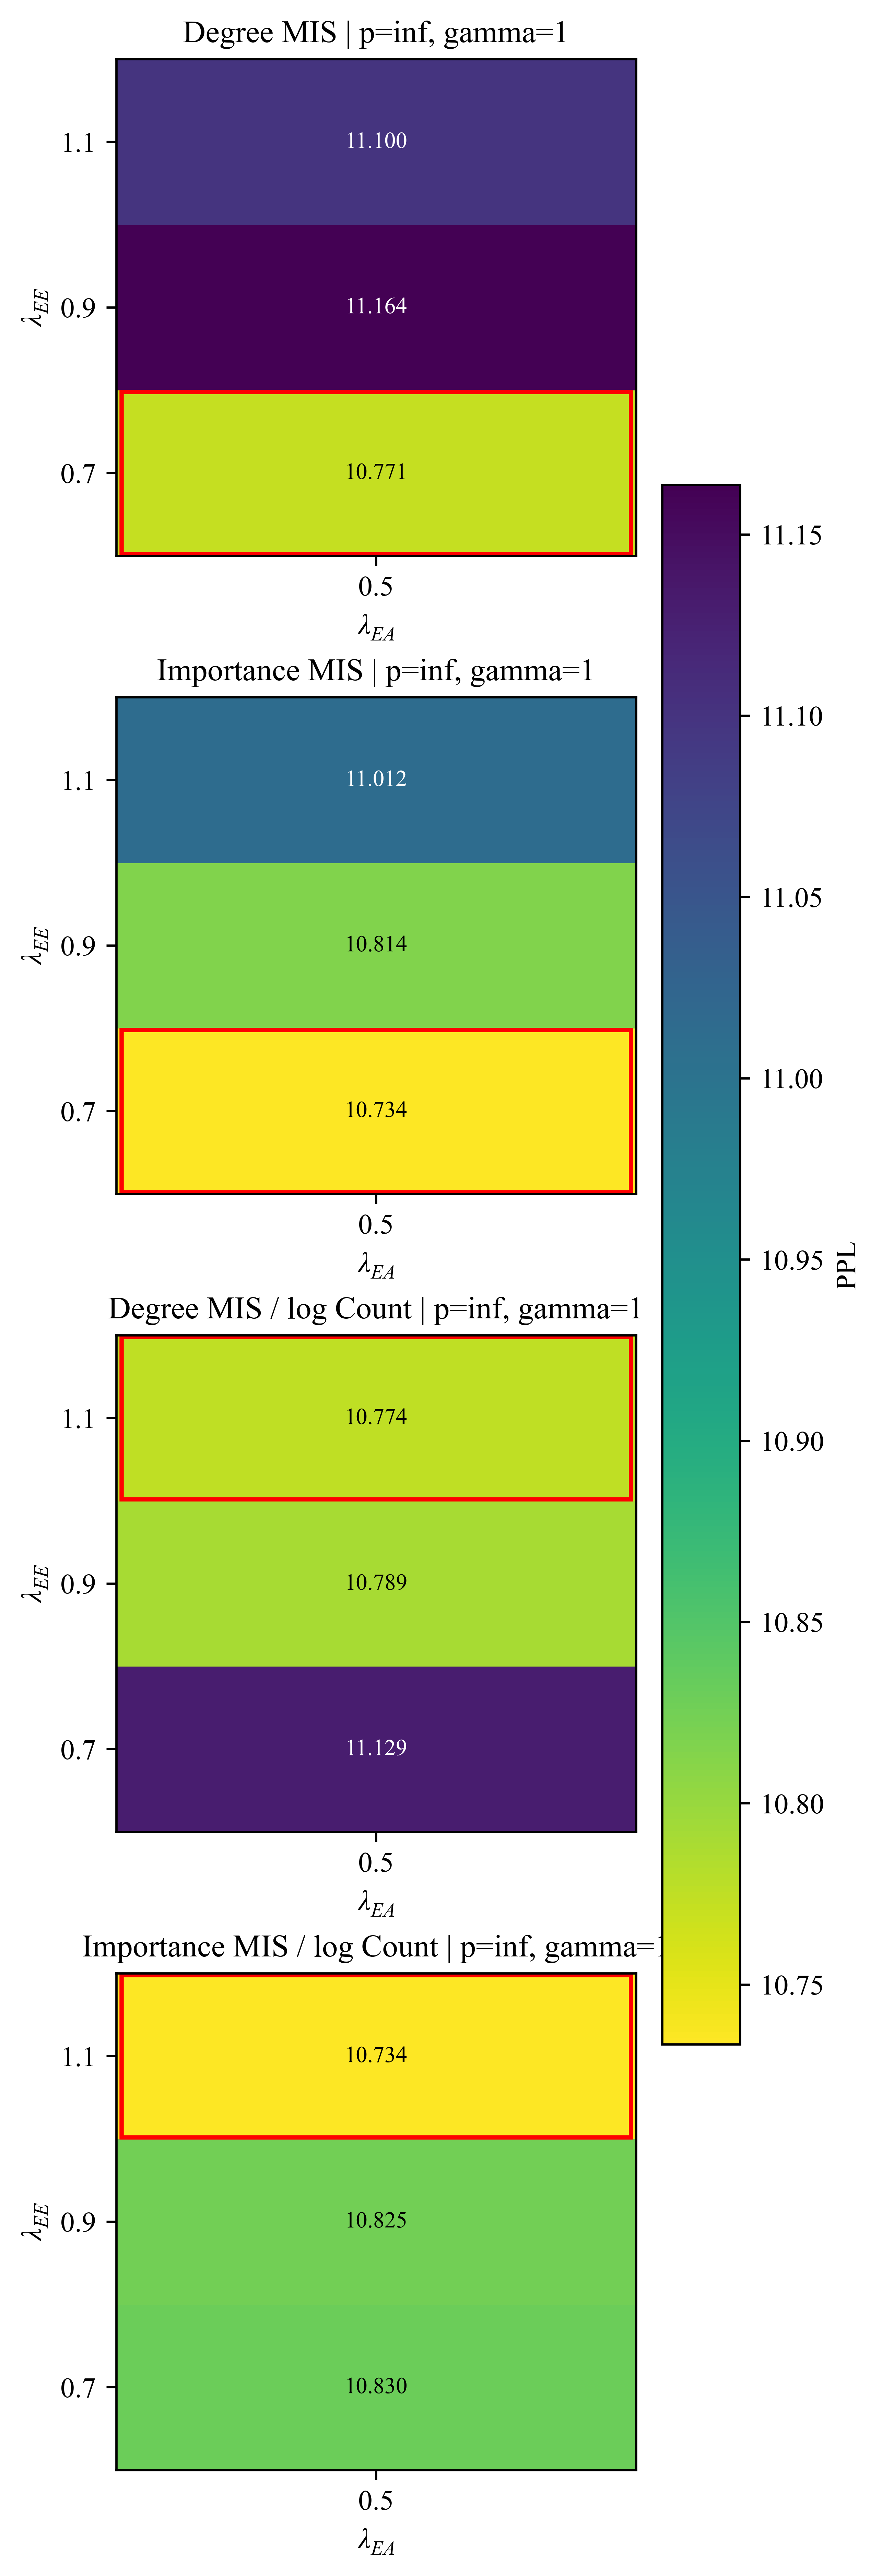 Degree MIS | p=inf, gamma=1
1.1
11.100
λEE
0.9
11.164
0.7
10.771
0.5
λEA
Importance MIS | p=inf, gamma=1
1.1
11.012
λEE
0.9
10.814
0.7
10.734
0.5
λEA
Degree MIS / log Count | p=inf, gamma=1
1.1
10.774
λEE
0.9
10.789
0.7
11.129
0.5
λEA
Importance MIS / log Count | p=inf, gamma=1
1.1
10.734
λEE
0.9
10.825
0.7
10.830
0.5
λEA
11.15
11.10
11.05
11.00
10.95
10.90
10.85
10.80
10.75
PPL